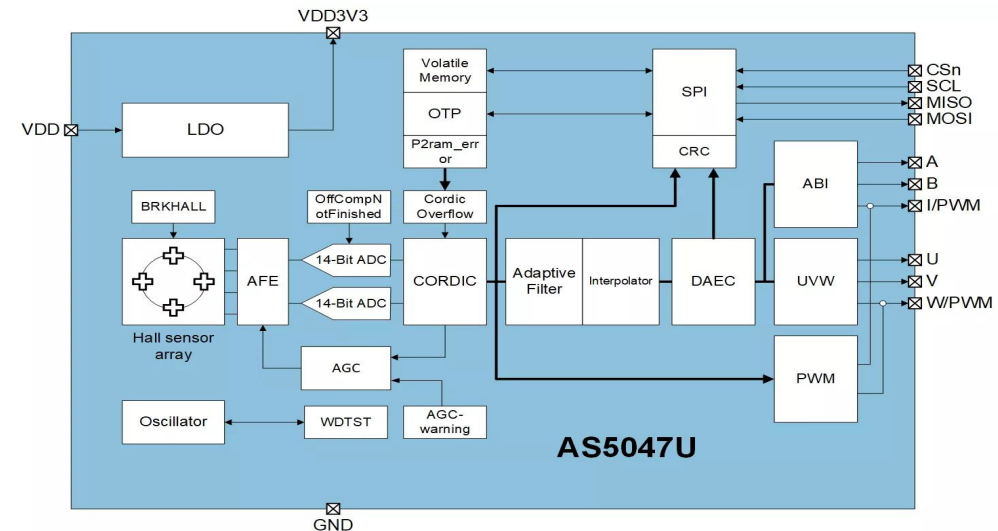 VDD3V3
Volatile
Memory
SPI
CSn
SCL
MISO
MOSI
OTP
VDD
LDO
P2ram_err
or
CRC
A
ABI
B
I/PWM
BRKHALL
OffCompN
otFinished
Cordic
Overflow
14-Bit ADC
AFE
CORDIC
Adaptive
Filter
Interpolator
DAEC
UVW
U
V
W/PWM
14-Bit ADC
Hall sensor
array
AGC
PWM
Oscillator
WDTST
AGC-
warning
AS5047U
GND